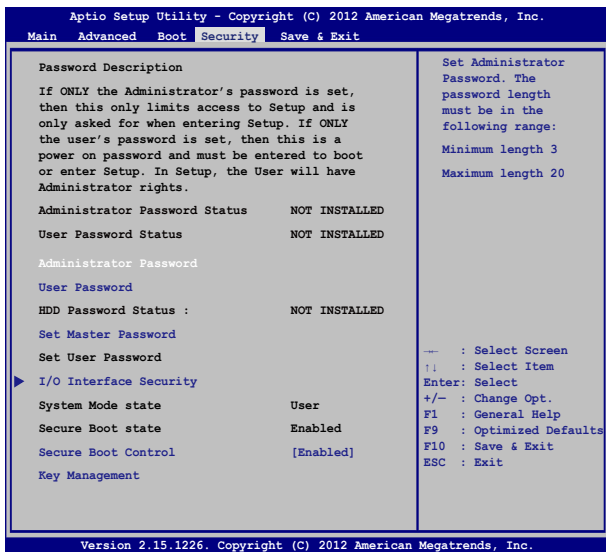 Aptio Setup Utility - Copyright (C) 2012 American Megatrends, Inc.
Main Advanced Boot Security Save & Exit
Password Description
If ONLY the Administrator's password is set,
then this only limits access to Setup and is
only asked for when entering Setup. If ONLY
the user's password is set, then this is a
power on password and must be entered to boot
or enter Setup. In Setup, the User will have
Administrator rights.
Administrator Password Status NOT INSTALLED
User Password Status NOT INSTALLED
Administrator Password
User Password
HDD Password Status : NOT INSTALLED
Set Master Password
Set User Password
I/O Interface Security
System Mode state User
Secure Boot state Enabled
Secure Boot Control [Enabled]
Key Management
Set Administrator
Password. The
password length
must be in the
following range:
Minimum length 3
Maximum length 20
→← : Select Screen
↑↓ : Select Item
Enter: Select
+/— : Change Opt.
F1 : General Help
F9 : Optimized Defaults
F10 : Save & Exit
ESC : Exit
Version 2.15.1226. Copyright (C) 2012 American Megatrends, Inc.